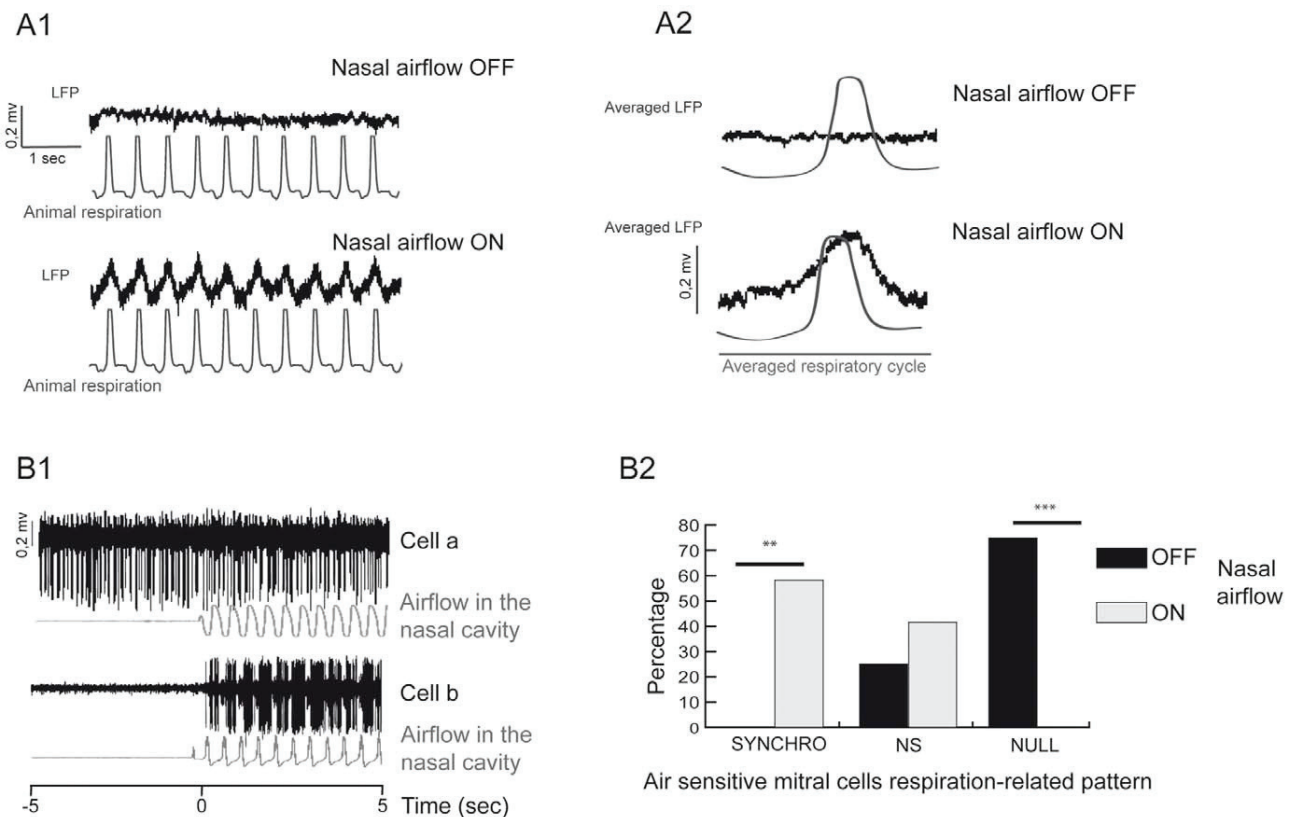 A1
Nasal airflow OFF
LFP
0,2 mv
1 sec
Animal respiration
Nasal airflow ON
LFP
Animal respiration
A2
Averaged LFP
Nasal airflow OFF
Averaged LFP
Nasal airflow ON
0,2 mv
Averaged respiratory cycle
B1
0,2 mv
Cell a
Airflow in the
nasal cavity
Cell b
Airflow in the
nasal cavity
-5
0
5
Time (sec)
B2
Percentage
80
70
60
50
40
30
20
10
0
**
***
OFF
ON
Nasal
airflow
SYNCHRO
NS
NULL
Air sensitive mitral cells respiration-related pattern